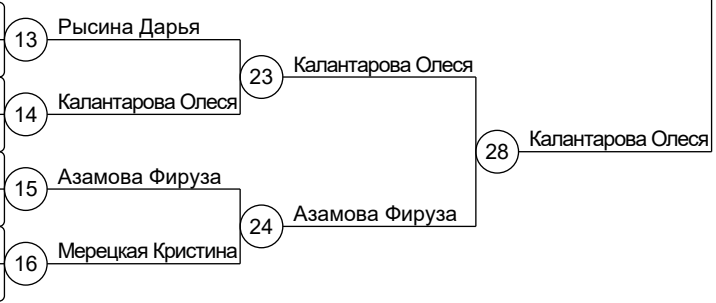 13
Рысина Дарья
23
Калантарова Олеся
14
Калантарова Олеся
28
Калантарова Олеся
15
Азамова Фируза
24
Азамова Фируза
16
Мерецкая Кристина